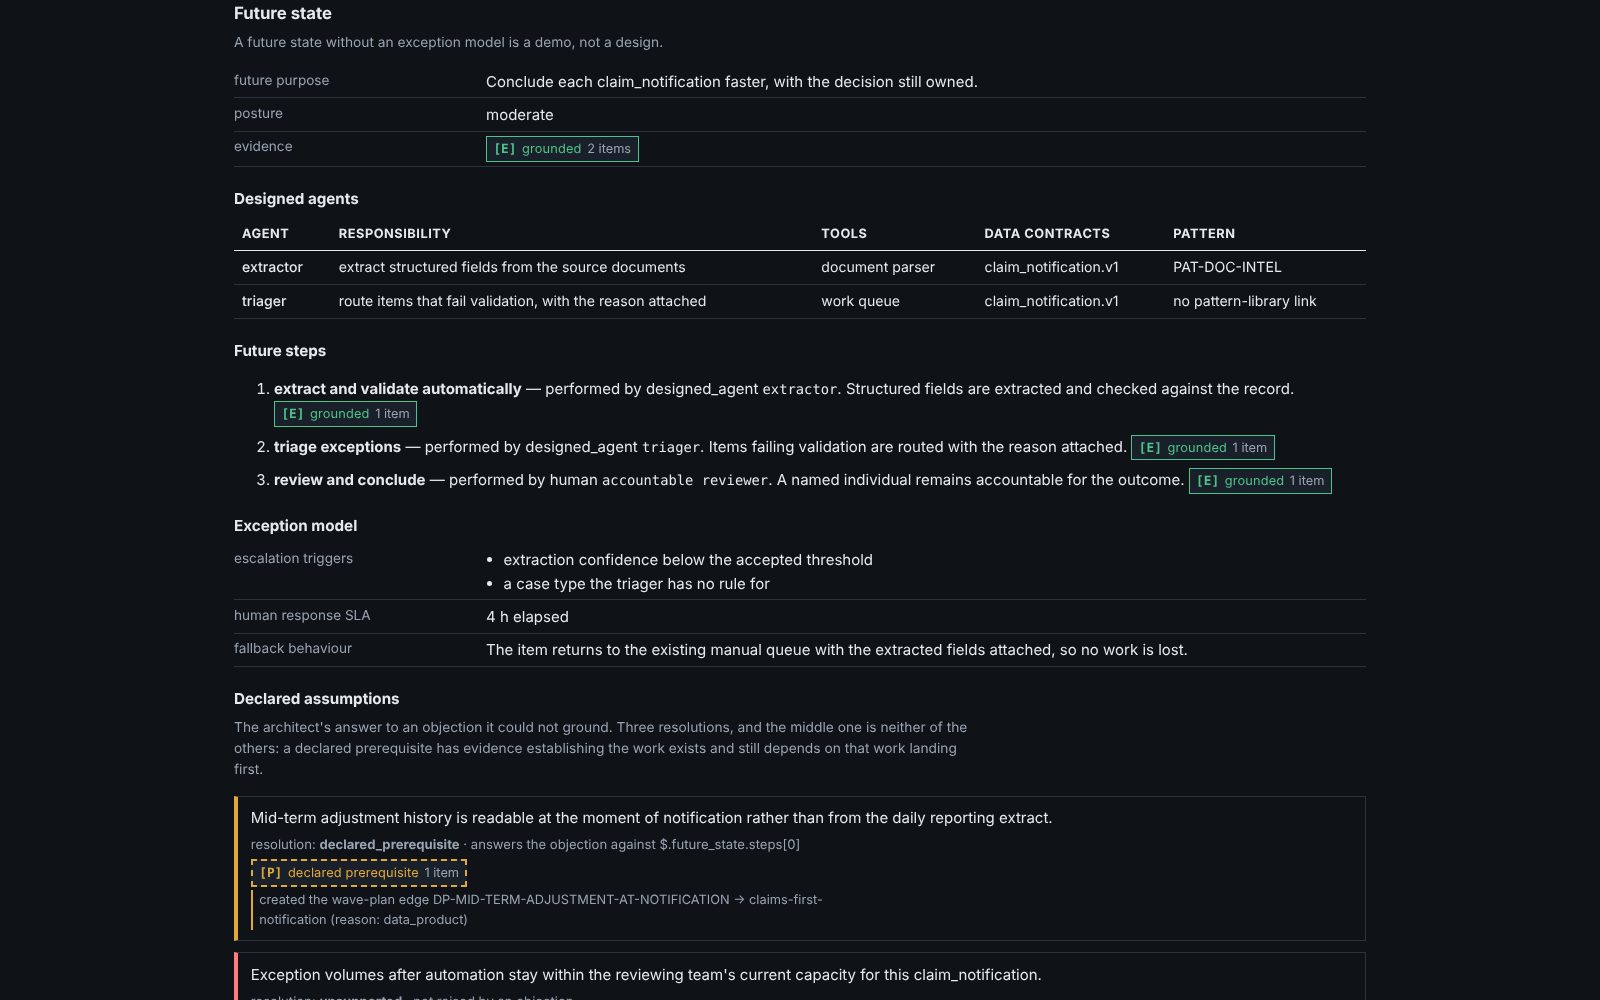 Future state
A future state without an exception model is a demo, not a design.
future purpose Conclude each claim_notification faster, with the decision still owned.
posture moderate
evidence [E] grounded 2 items
Designed agents
AGENT RESPONSIBILITY TOOLS DATA CONTRACTS PATTERN
extractor extract structured fields from the source documents document parser claim_notification.v1 PAT-DOC-INTEL
triager route items that fail validation, with the reason attached work queue claim_notification.v1 no pattern-library link
Future steps
1. extract and validate automatically — performed by designed_agent extractor. Structured fields are extracted and checked against the record.
[E] grounded 1 item
2. triage exceptions — performed by designed_agent triager. Items failing validation are routed with the reason attached. [E] grounded 1 item
3. review and conclude — performed by human accountable reviewer. A named individual remains accountable for the outcome. [E] grounded 1 item
Exception model
escalation triggers • extraction confidence below the accepted threshold
• a case type the triager has no rule for
human response SLA 4 h elapsed
fallback behaviour The item returns to the existing manual queue with the extracted fields attached, so no work is lost.
Declared assumptions
The architect's answer to an objection it could not ground. Three resolutions, and the middle one is neither of the
others: a declared prerequisite has evidence establishing the work exists and still depends on that work landing
first.
Mid-term adjustment history is readable at the moment of notification rather than from the daily reporting extract.
resolution: declared_prerequisite · answers the objection against $.future_state.steps[0]
[P] declared prerequisite 1 item
created the wave-plan edge DP-MID-TERM-ADJUSTMENT-AT-NOTIFICATION → claims-first-
notification (reason: data_product)
Exception volumes after automation stay within the reviewing team's current capacity for this claim_notification.
resolution: unsupported · not raised by an objection